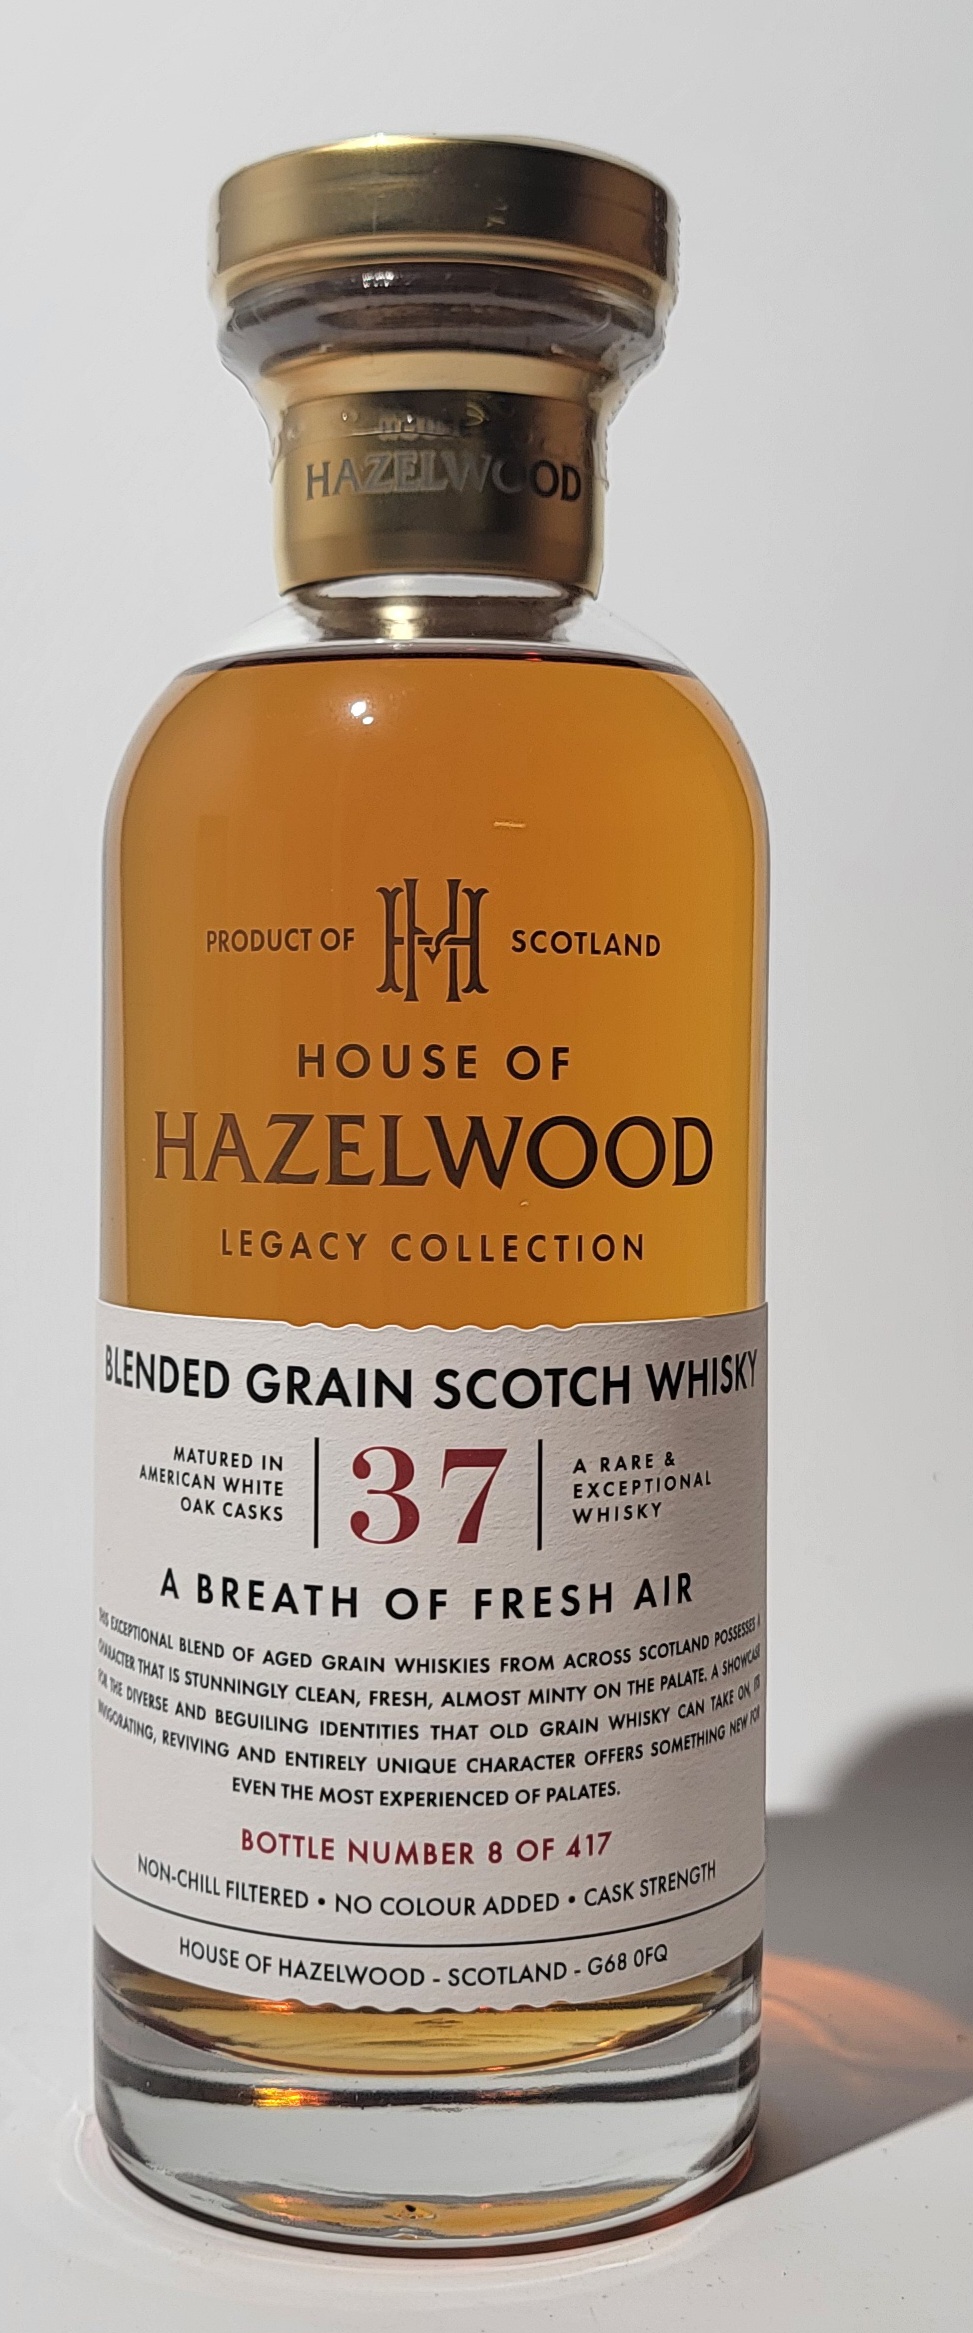 HAZELWOOD
PRODUCT OF H SCOTLAND
HOUSE OF
HAZELWOOD
LEGACY COLLECTION
BLENDED GRAIN SCOTCH WHISKY
MATURED IN
AMERICAN WHITE
OAK CASKS
37
A RARE &
EXCEPTIONAL
WHISKY
A BREATH OF FRESH AIR
THIS EXCEPTIONAL BLEND OF AGED GRAIN WHISKIES FROM ACROSS SCOTLAND POSSESSES A
CHARACTER THAT IS STUNNINGLY CLEAN, FRESH, ALMOST MINTY ON THE PALATE. A SHOWCASE
FOR THE DIVERSE AND BEGUILING IDENTITIES THAT OLD GRAIN WHISKY CAN TAKE ON, ITS
INVIGORATING, REVIVING AND ENTIRELY UNIQUE CHARACTER OFFERS SOMETHING NEW FOR
EVEN THE MOST EXPERIENCED OF PALATES.
BOTTLE NUMBER 8 OF 417
NON-CHILL FILTERED • NO COLOUR ADDED • CASK STRENGTH
HOUSE OF HAZELWOOD - SCOTLAND - G68 0FQ